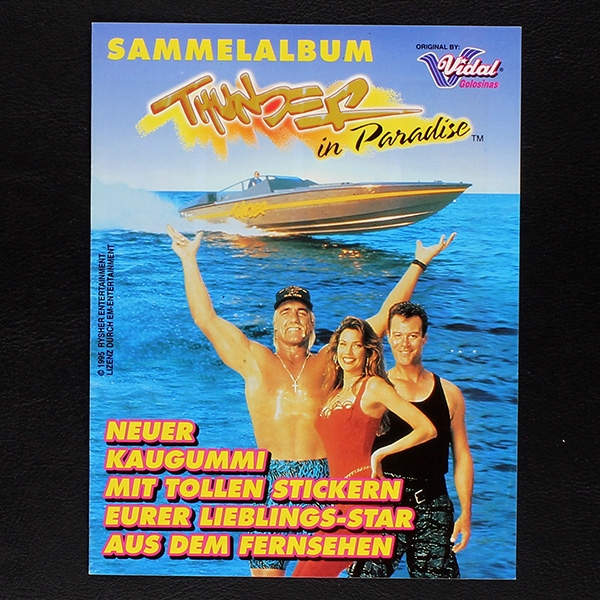 SAMMELALBUM
ORIGINAL BY:
Vidal®
Golosinas
THUNDER
in Paradise™
© 1995 RYSHER ENTERTAINMENT.
LIZENZ DURCH EM-ENTERTAINMENT
NEUER
KAUGUMMI
MIT TOLLEN STICKERN
EURER LIEBLINGS-STAR
AUS DEM FERNSEHEN